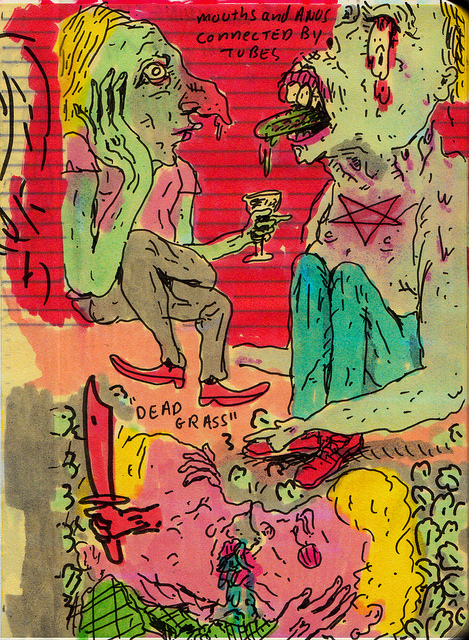 mouths and ANUS
CONNECTED By
TUBES
"DEAD
GRASS"